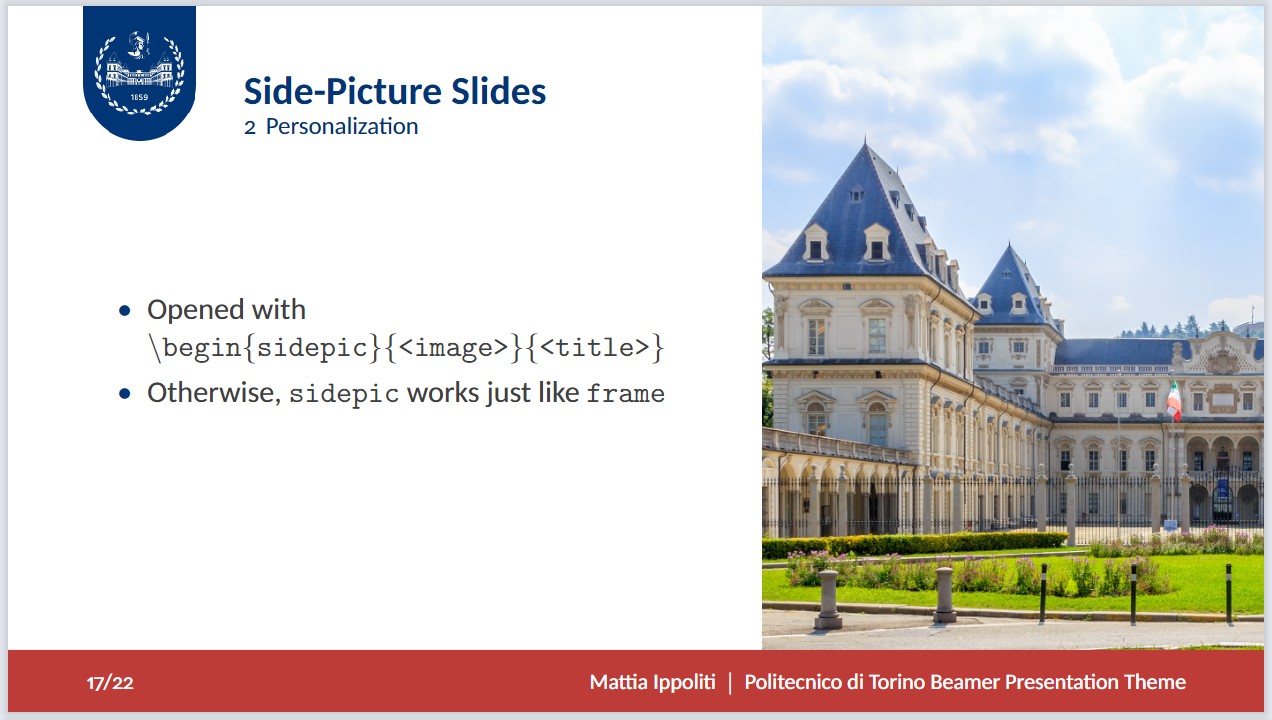 1859
Side-Picture Slides
2 Personalization
• Opened with
\begin{sidepic}{<image>}{<title>}
• Otherwise, sidepic works just like frame
17/22
Mattia Ippoliti | Politecnico di Torino Beamer Presentation Theme